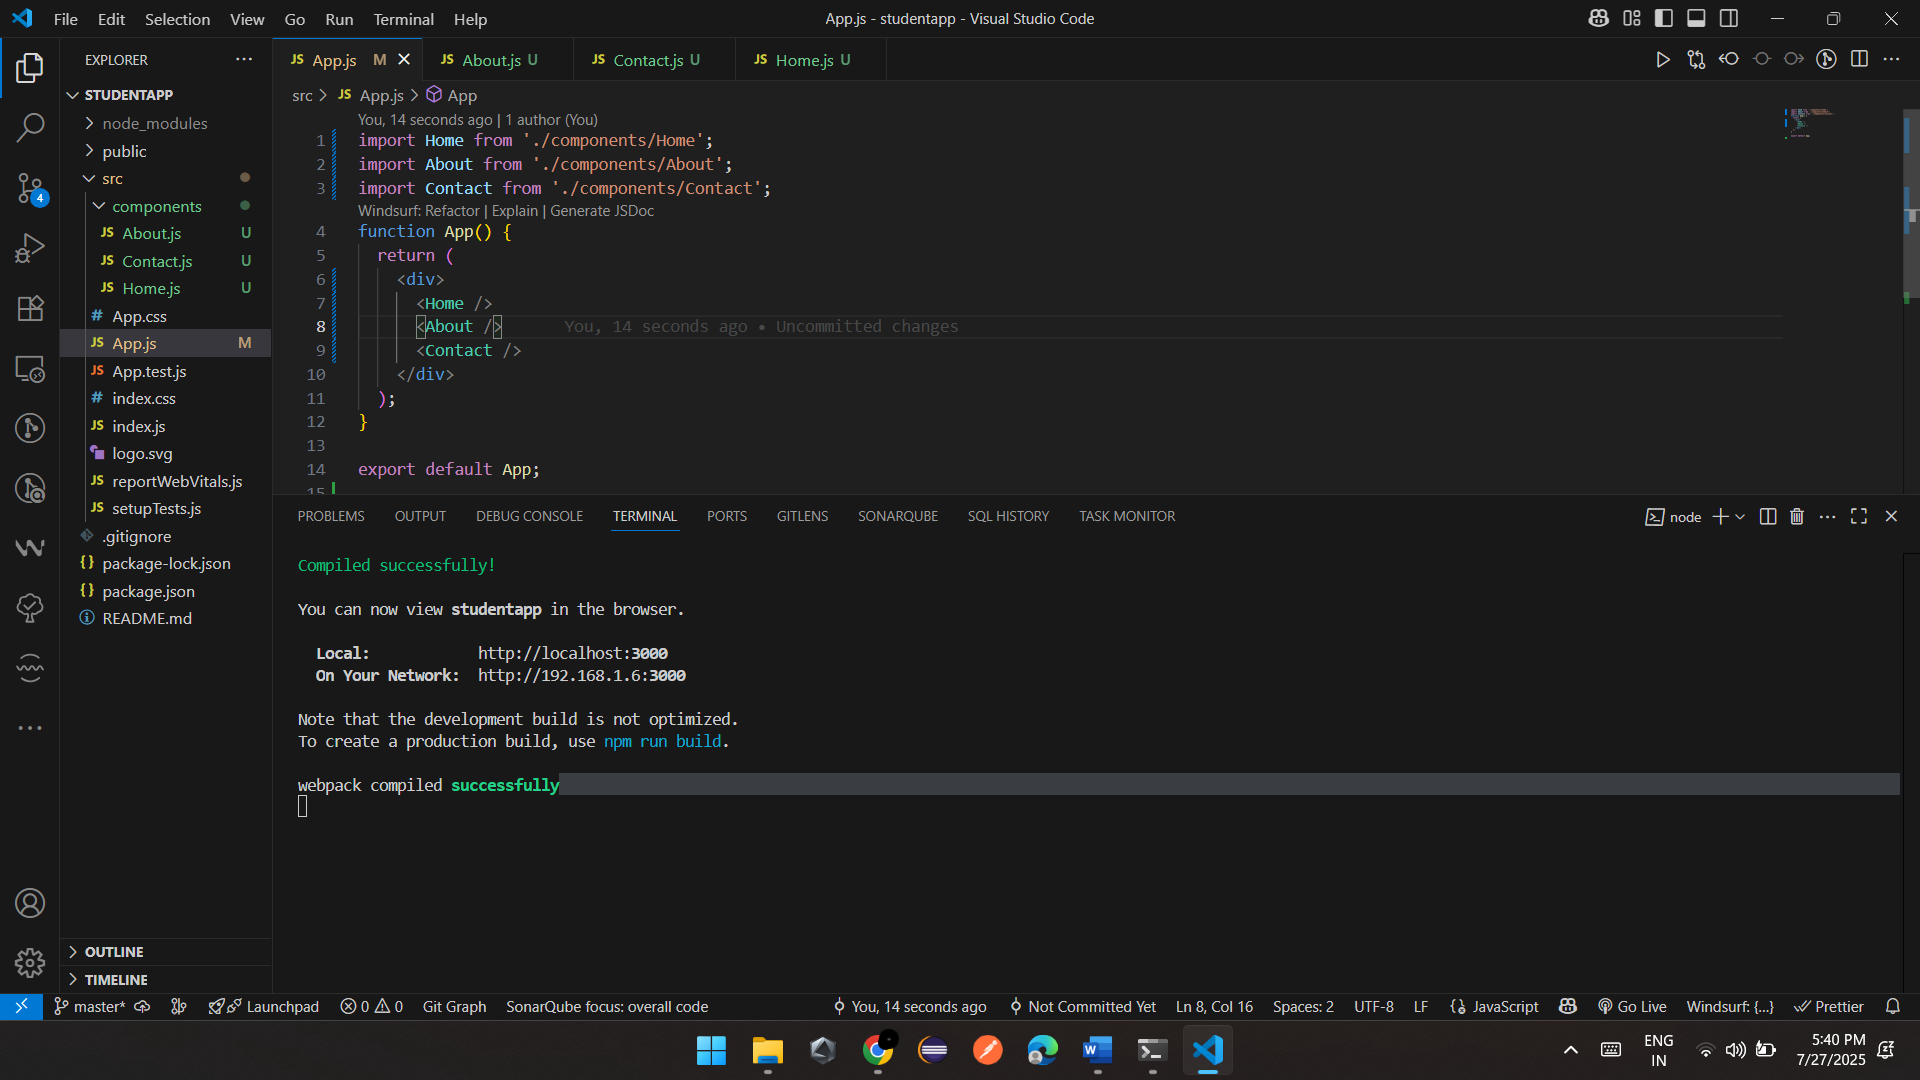 File Edit Selection View Go Run Terminal Help
App.js - studentapp - Visual Studio Code
EXPLORER
STUDENTAPP
node_modules
public
src
components
JS About.js U
JS Contact.js U
JS Home.js U
# App.css
JS App.js M
JS App.test.js
# index.css
JS index.js
logo.svg
JS reportWebVitals.js
JS setupTests.js
.gitignore
{} package-lock.json
{} package.json
README.md
OUTLINE
TIMELINE
JS App.js M
JS About.js U
JS Contact.js U
JS Home.js U
src > JS App.js > App
You, 14 seconds ago | 1 author (You)
1 import Home from './components/Home';
2 import About from './components/About';
3 import Contact from './components/Contact';
Windsurf: Refactor | Explain | Generate JSDoc
4 function App() {
5 return (
6 <div>
7 <Home />
8 <About /> You, 14 seconds ago • Uncommitted changes
9 <Contact />
10 </div>
11 );
12 }
13
14 export default App;
15
PROBLEMS OUTPUT DEBUG CONSOLE TERMINAL PORTS GITLENS SONARQUBE SQL HISTORY TASK MONITOR
node
Compiled successfully!
You can now view studentapp in the browser.
Local: http://localhost:3000
On Your Network: http://192.168.1.6:3000
Note that the development build is not optimized.
To create a production build, use npm run build.
webpack compiled successfully
4
master* Launchpad 0 0 Git Graph SonarQube focus: overall code You, 14 seconds ago Not Committed Yet Ln 8, Col 16 Spaces: 2 UTF-8 LF {} JavaScript Go Live Windsurf: {...} Prettier
ENG
IN
5:40 PM
7/27/2025